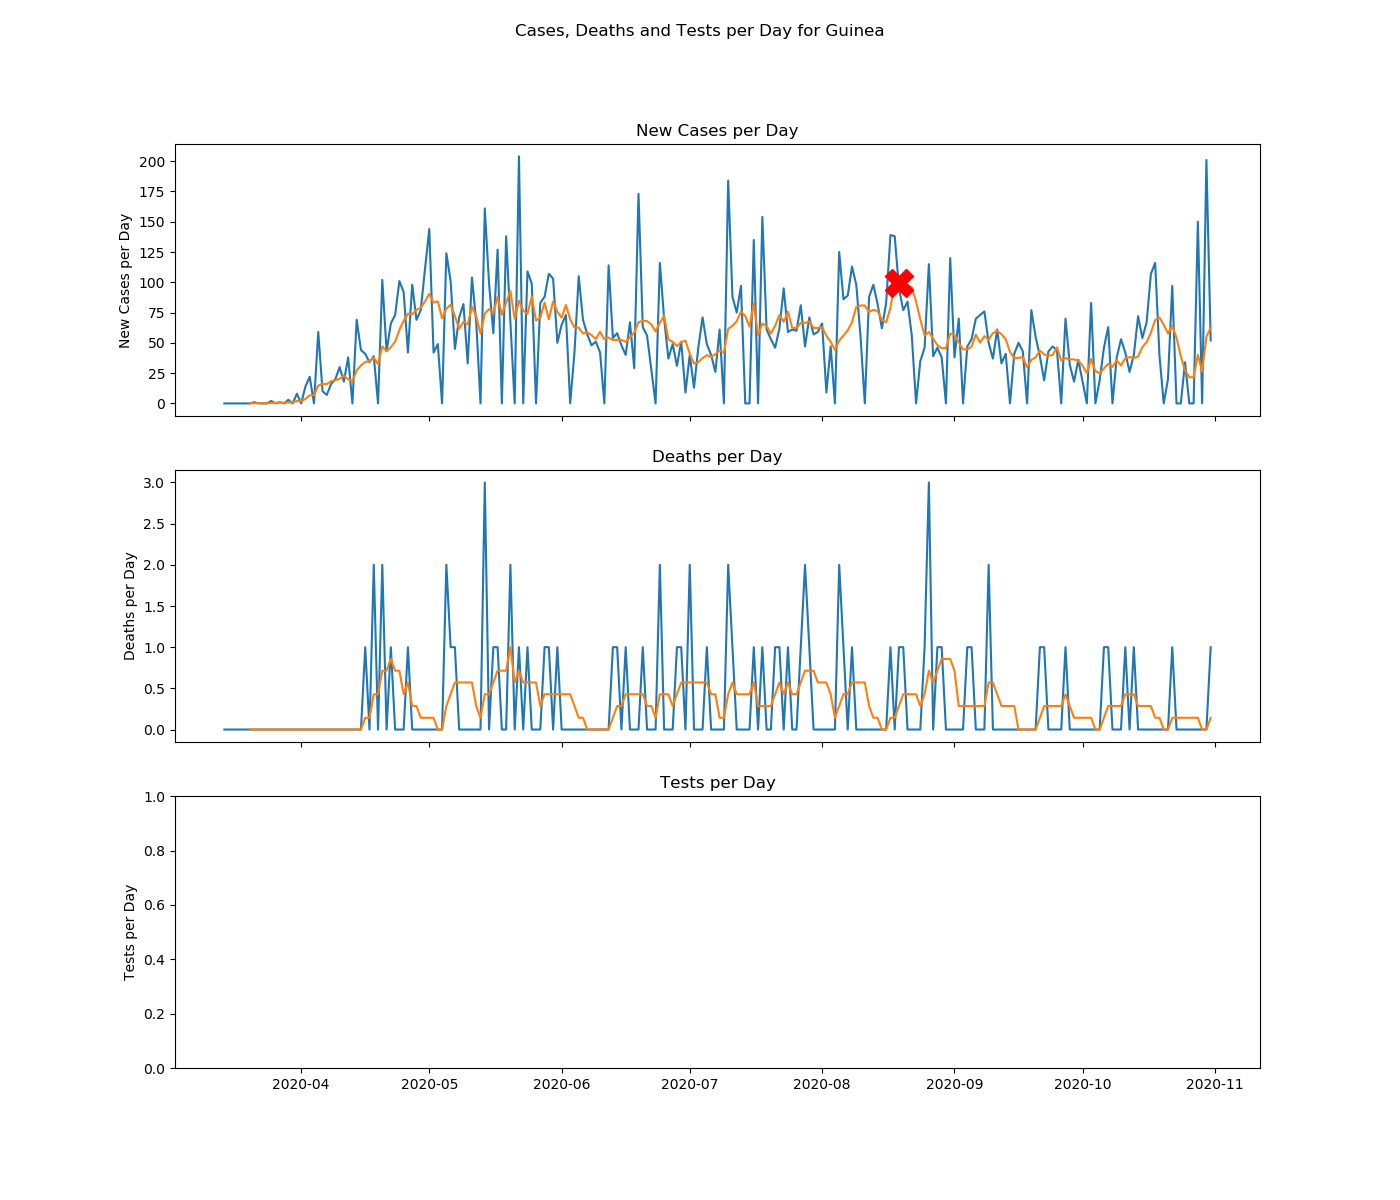 Cases, Deaths and Tests per Day for Guinea
New Cases per Day
New Cases per Day
200
175
150
125
100
75
50
25
0
Deaths per Day
Deaths per Day
3.0
2.5
2.0
1.5
1.0
0.5
0.0
Tests per Day
Tests per Day
1.0
0.8
0.6
0.4
0.2
0.0
2020-04 2020-05 2020-06 2020-07 2020-08 2020-09 2020-10 2020-11